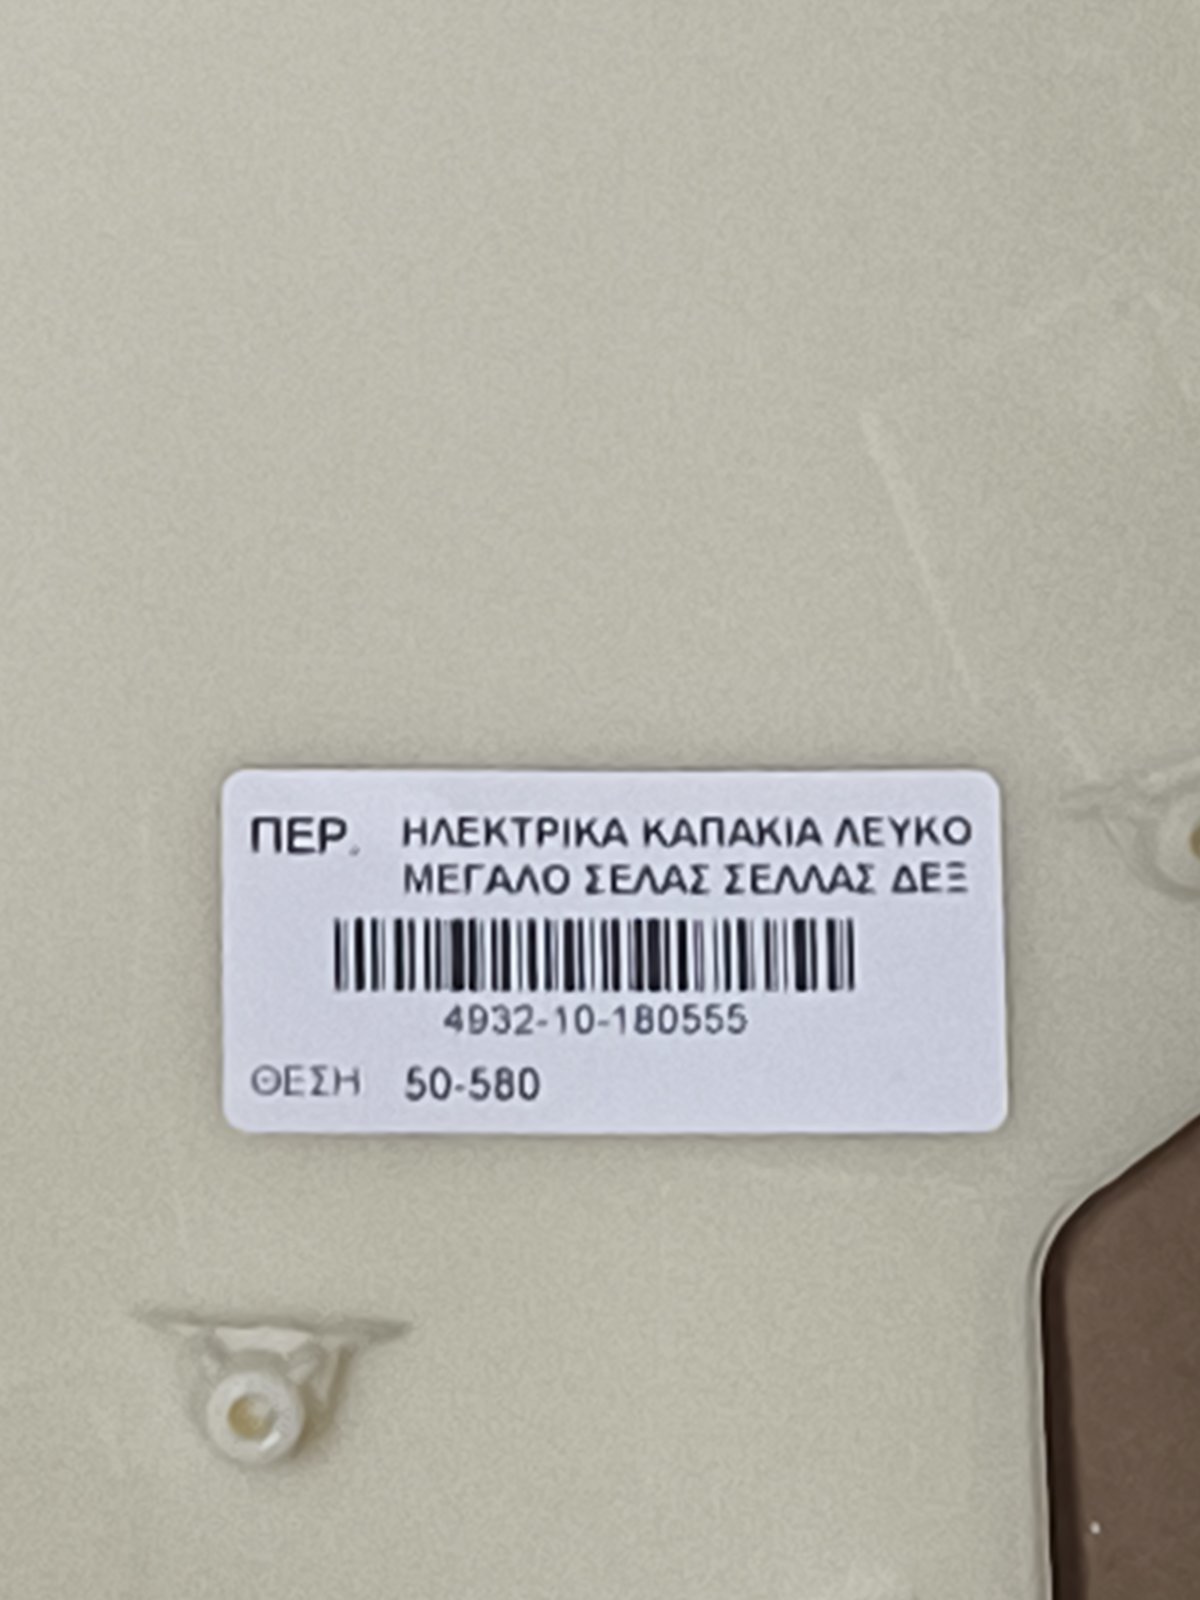 ΠΕΡ. ΗΛΕΚΤΡΙΚΑ ΚΑΠΑΚΙΑ ΛΕΥΚΟ
ΜΕΓΑΛΟ ΣΕΛΑΣ ΣΕΛΛΑΣ ΔΕΞ
4932-10-180555
ΘΕΣΗ 50-580